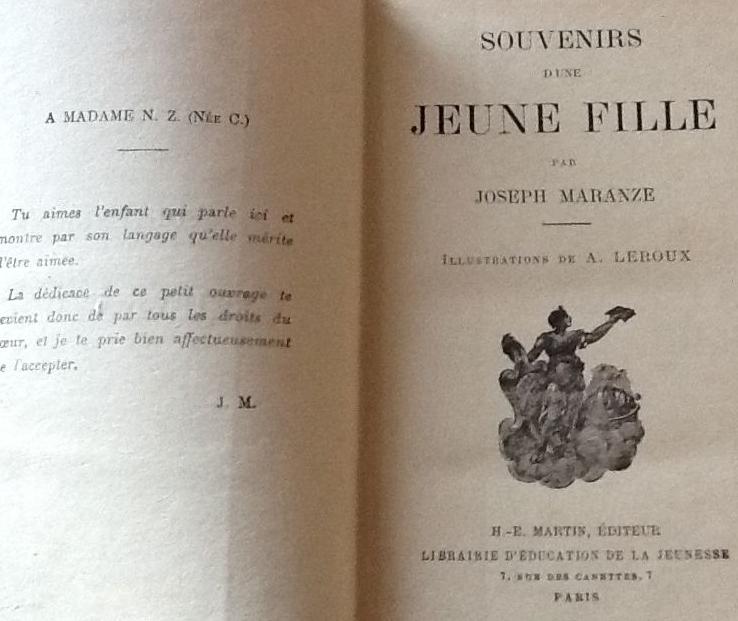 A MADAME N. Z. (NÉE C.)
Tu aimes l'enfant qui parle ici et
montre par son langage qu'elle mérite
d'être aimée.
La dédicace de ce petit ouvrage te
evient donc de par tous les droits du
œur, et je te prie bien affectueusement
e l'accepter.
J. M.
SOUVENIRS
D'UNE
JEUNE FILLE
PAR
JOSEPH MARANZE
ILLUSTRATIONS DE A. LEROUX
H.-E. MARTIN, ÉDITEUR
LIBRAIRIE D'ÉDUCATION DE LA JEUNESSE
7, RUE DES CANETTES, 7
PARIS